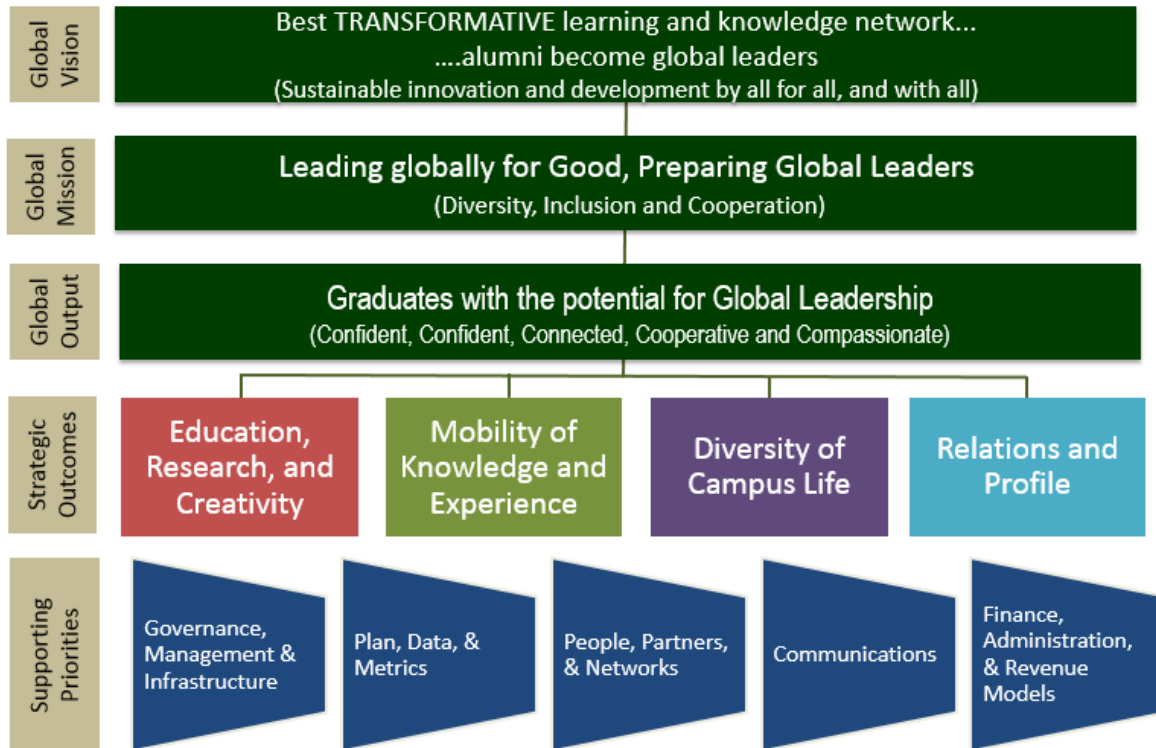 Global
Vision
Best TRANSFORMATIVE learning and knowledge network...
....alumni become global leaders
(Sustainable innovation and development by all for all, and with all)
Global
Mission
Leading globally for Good, Preparing Global Leaders
(Diversity, Inclusion and Cooperation)
Global
Output
Graduates with the potential for Global Leadership
(Confident, Confident, Connected, Cooperative and Compassionate)
Strategic
Outcomes
Education,
Research, and
Creativity
Mobility of
Knowledge and
Experience
Diversity of
Campus Life
Relations and
Profile
Supporting
Priorities
Governance,
Management &
Infrastructure
Plan, Data, &
Metrics
People, Partners,
& Networks
Communications
Finance,
Administration,
& Revenue
Models